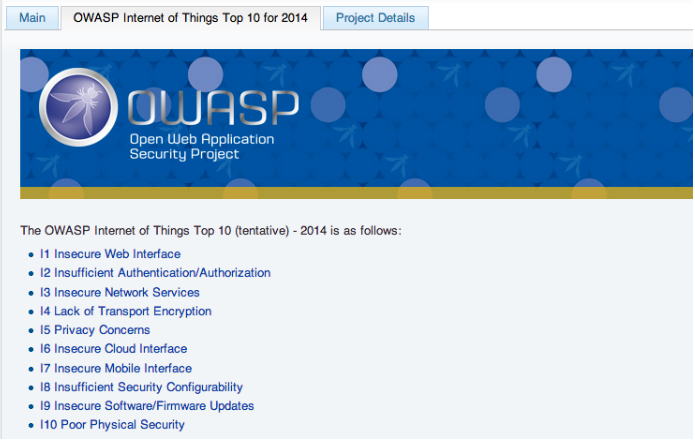 Main
OWASP Internet of Things Top 10 for 2014
Project Details
OWASP
Open Web Application
Security Project
The OWASP Internet of Things Top 10 (tentative) - 2014 is as follows:
• I1 Insecure Web Interface
• I2 Insufficient Authentication/Authorization
• I3 Insecure Network Services
• I4 Lack of Transport Encryption
• I5 Privacy Concerns
• I6 Insecure Cloud Interface
• I7 Insecure Mobile Interface
• I8 Insufficient Security Configurability
• I9 Insecure Software/Firmware Updates
• I10 Poor Physical Security